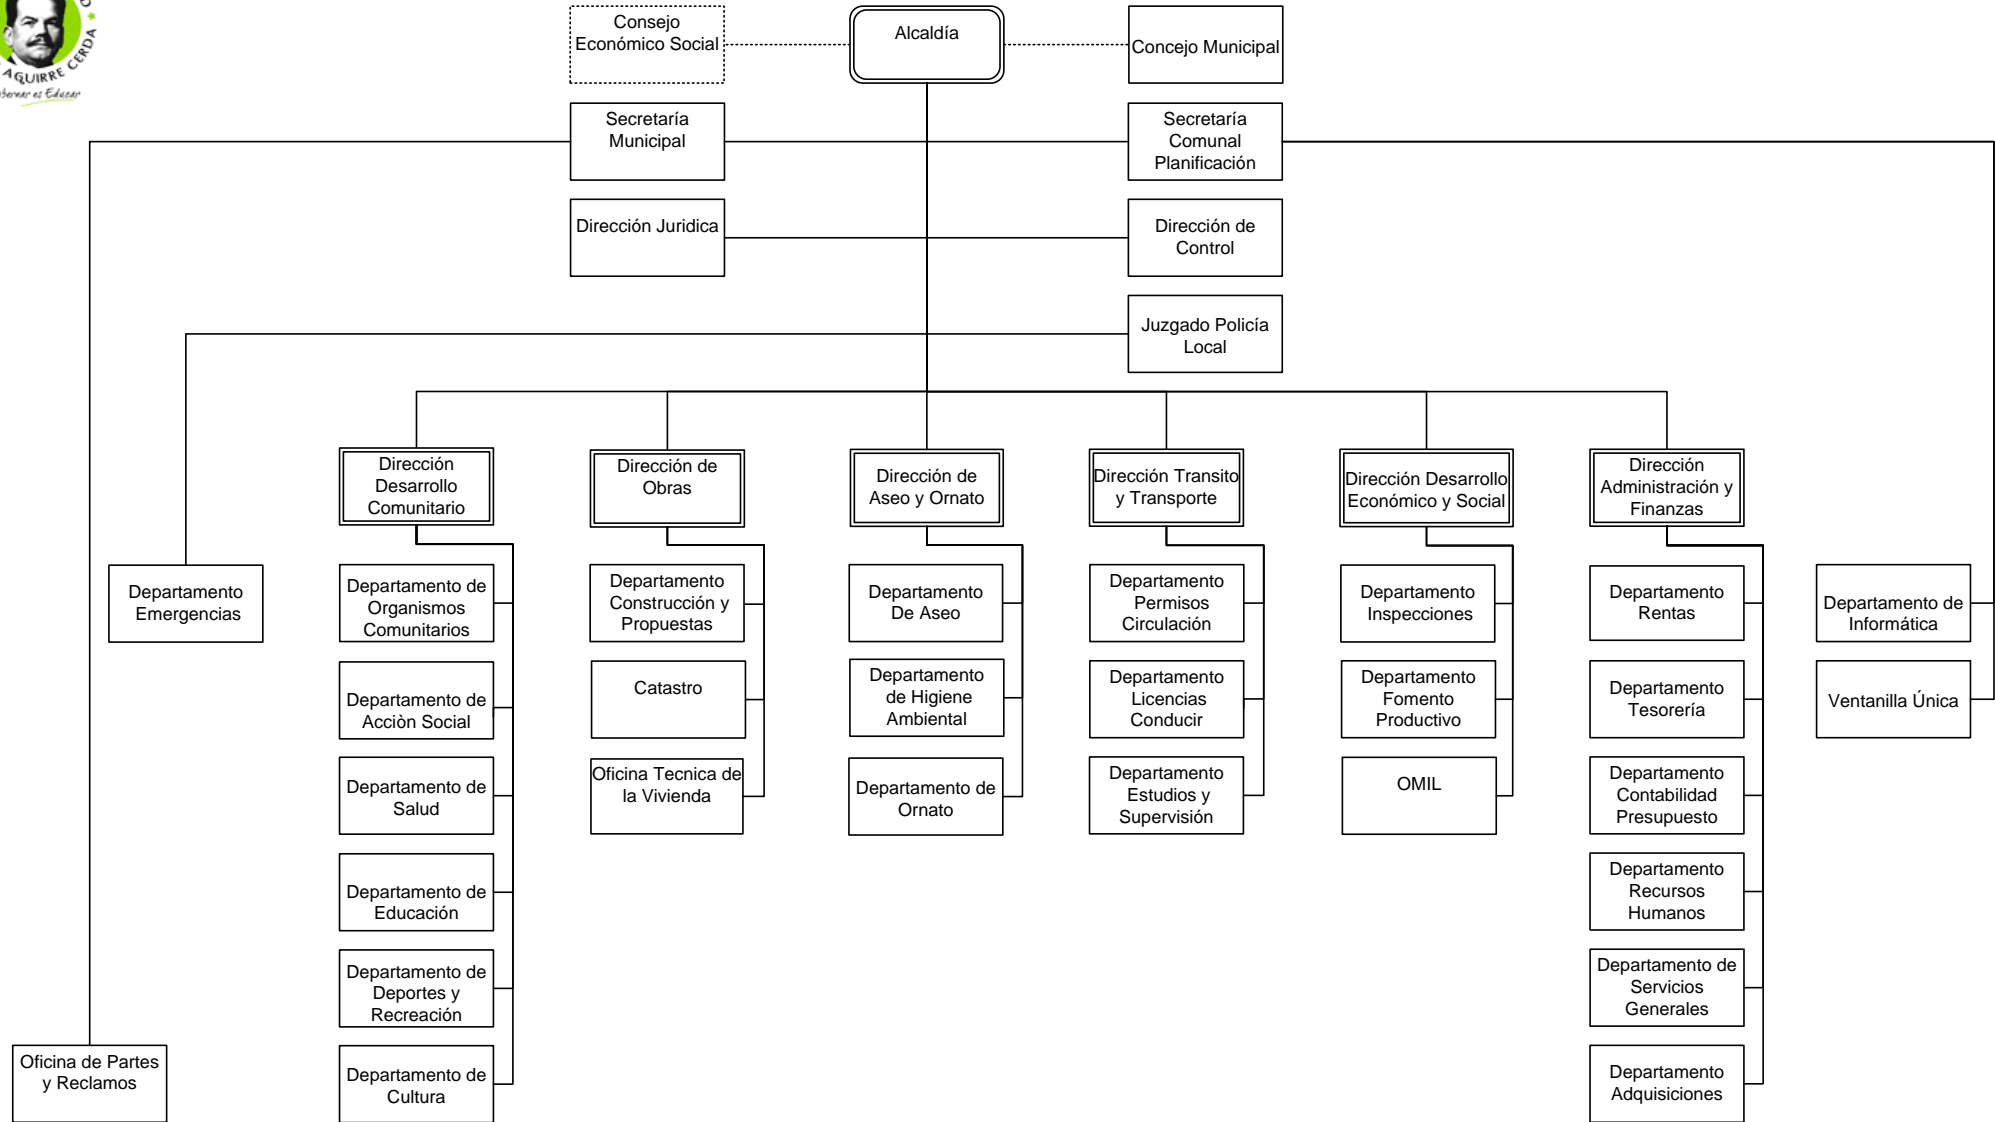 AGUIRRE CERDA
Consejo
Económico Social
Alcaldía
Concejo Municipal
Secretaría
Municipal
Secretaría
Comunal
Planificación
Dirección Juridica
Dirección de
Control
Juzgado Policía
Local
Dirección
Desarrollo
Comunitario
Dirección de
Obras
Dirección de
Aseo y Ornato
Dirección Transito
y Transporte
Dirección Desarrollo
Económico y Social
Dirección
Administración y
Finanzas
Departamento
Emergencias
Departamento de
Organismos
Comunitarios
Departamento
Construcción y
Propuestas
Departamento
De Aseo
Departamento
Permisos
Circulación
Departamento
Inspecciones
Departamento
Rentas
Departamento de
Informática
Departamento de
Acciòn Social
Catastro
Departamento
de Higiene
Ambiental
Departamento
Licencias
Conducir
Departamento
Fomento
Productivo
Departamento
Tesorería
Ventanilla Única
Departamento de
Salud
Oficina Tecnica de
la Vivienda
Departamento de
Ornato
Departamento
Estudios y
Supervisión
OMIL
Departamento
Contabilidad
Presupuesto
Departamento de
Educación
Departamento
Recursos
Humanos
Departamento de
Deportes y
Recreación
Departamento de
Servicios
Generales
Oficina de Partes
y Reclamos
Departamento de
Cultura
Departamento
Adquisiciones